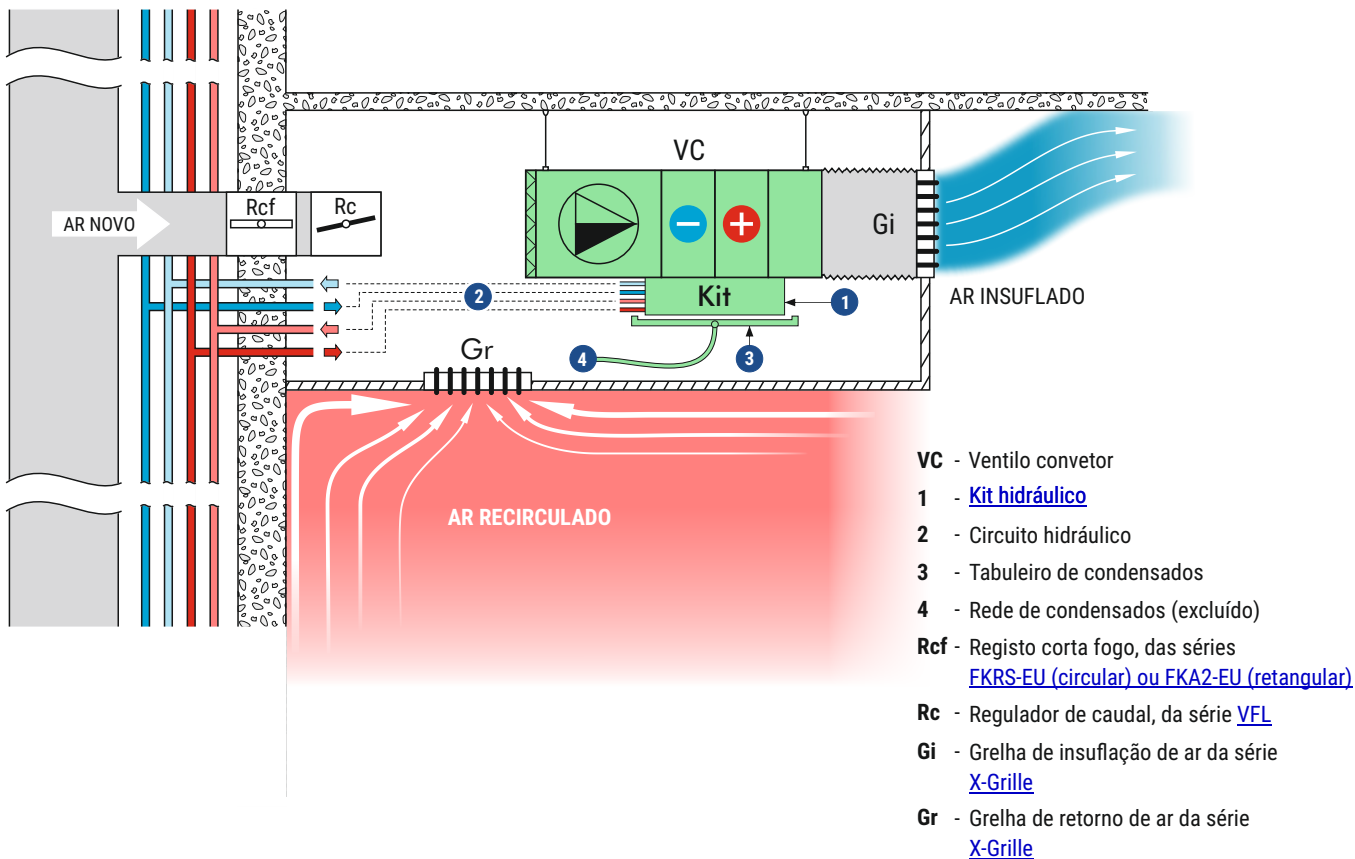 VC
Rcf
Rc
AR NOVO
Gi
Kit
1
2
AR INSUFLADO
Gr
4
3
AR RECIRCULADO
VC - Ventilo convetor
1 - Kit hidráulico
2 - Circuito hidráulico
3 - Tabuleiro de condensados
4 - Rede de condensados (excluído)
Rcf - Registo corta fogo, das séries
FKRS-EU (circular) ou FKA2-EU (retangular)
Rc - Regulador de caudal, da série VFL
Gi - Grelha de insuflação de ar da série
X-Grille
Gr - Grelha de retorno de ar da série
X-Grille